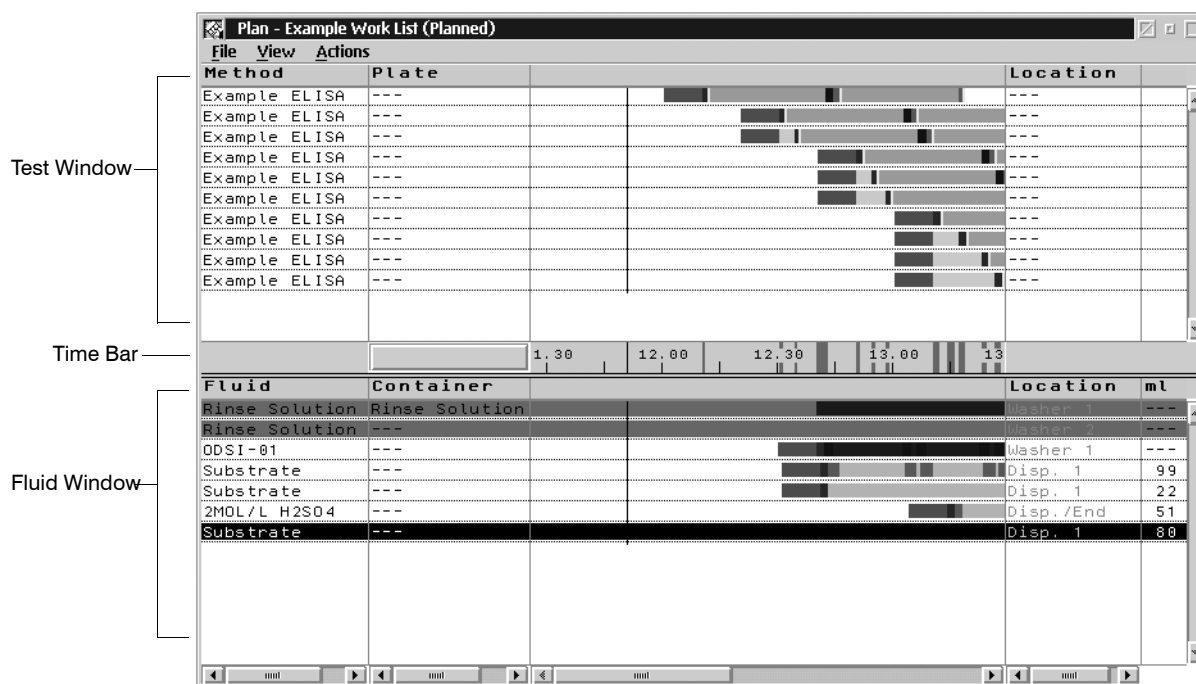 Plan - Example Work List (Planned)
File View Actions
Method Plate Location
Example ELISA --- ---
Example ELISA --- ---
Example ELISA --- ---
Example ELISA --- ---
Example ELISA --- ---
Example ELISA --- ---
Example ELISA --- ---
Example ELISA --- ---
Example ELISA --- ---
Example ELISA --- ---
Test Window
Time Bar
1.30 12.00 12.30 13.00 13
Fluid Container Location ml
Rinse Solution Rinse Solution Washer 1 ---
Rinse Solution --- Washer 2 ---
ODSI-01 --- Washer 1 ---
Substrate --- Disp. 1 99
Substrate --- Disp. 1 22
2MOL/L H2SO4 --- Disp./End 51
Substrate --- Disp. 1 80
Fluid Window